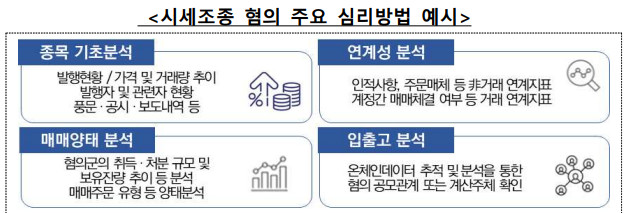 <시세조종 혐의 주요 심리방법 예시>
종목 기초분석
발행현황 / 가격 및 거래량 추이
발행자 및 관련자 현황
풍문·공시·보도내역 등
연계성 분석
인적사항, 주문매체 등 非거래 연계지표
계정간 매매체결 여부 등 거래 연계지표
매매양태 분석
혐의군의 취득·처분 규모 및
보유잔량 추이 등 분석
매매주문 유형 등 양태분석
입출고 분석
온체인데이터 추적 및 분석을 통한
혐의 공모관계 또는 계산주체 확인